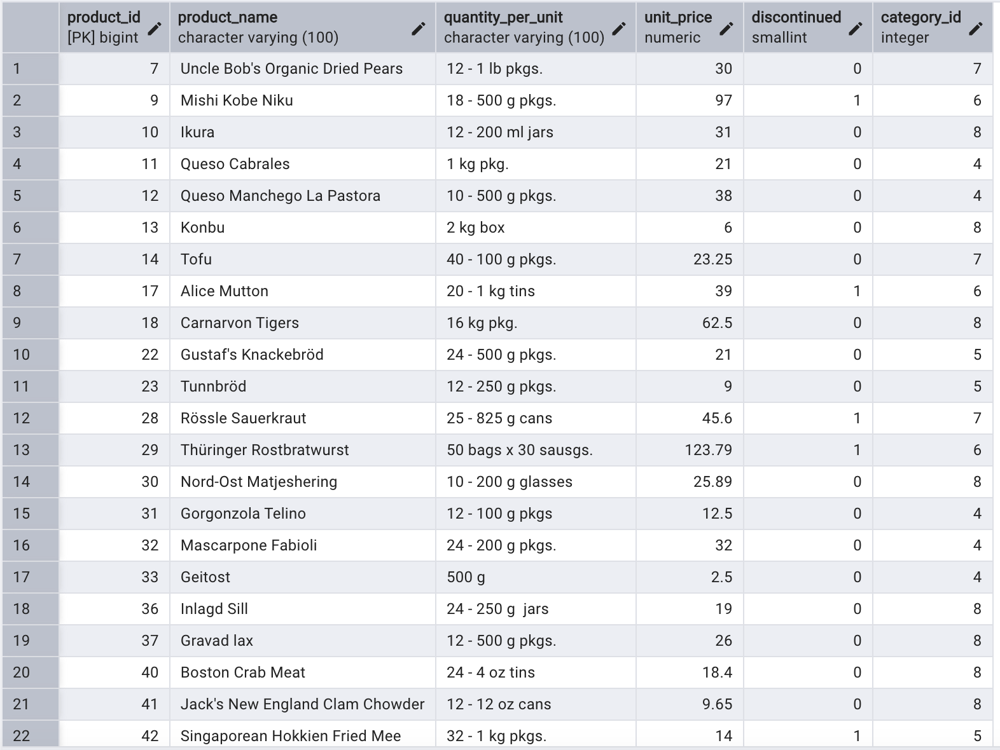 product_id product_name quantity_per_unit unit_price discontinued category_id
[PK] bigint character varying (100) character varying (100) numeric smallint integer
1 7 Uncle Bob's Organic Dried Pears 12 - 1 lb pkgs. 30 0 7
2 9 Mishi Kobe Niku 18 - 500 g pkgs. 97 1 6
3 10 Ikura 12 - 200 ml jars 31 0 8
4 11 Queso Cabrales 1 kg pkg. 21 0 4
5 12 Queso Manchego La Pastora 10 - 500 g pkgs. 38 0 4
6 13 Konbu 2 kg box 6 0 8
7 14 Tofu 40 - 100 g pkgs. 23.25 0 7
8 17 Alice Mutton 20 - 1 kg tins 39 1 6
9 18 Carnarvon Tigers 16 kg pkg. 62.5 0 8
10 22 Gustaf's Knackebröd 24 - 500 g pkgs. 21 0 5
11 23 Tunnbröd 12 - 250 g pkgs. 9 0 5
12 28 Rössle Sauerkraut 25 - 825 g cans 45.6 1 7
13 29 Thüringer Rostbratwurst 50 bags x 30 sausgs. 123.79 1 6
14 30 Nord-Ost Matjeshering 10 - 200 g glasses 25.89 0 8
15 31 Gorgonzola Telino 12 - 100 g pkgs 12.5 0 4
16 32 Mascarpone Fabioli 24 - 200 g pkgs. 32 0 4
17 33 Geitost 500 g 2.5 0 4
18 36 Inlagd Sill 24 - 250 g  jars 19 0 8
19 37 Gravad lax 12 - 500 g pkgs. 26 0 8
20 40 Boston Crab Meat 24 - 4 oz tins 18.4 0 8
21 41 Jack's New England Clam Chowder 12 - 12 oz cans 9.65 0 8
22 42 Singaporean Hokkien Fried Mee 32 - 1 kg pkgs. 14 1 5